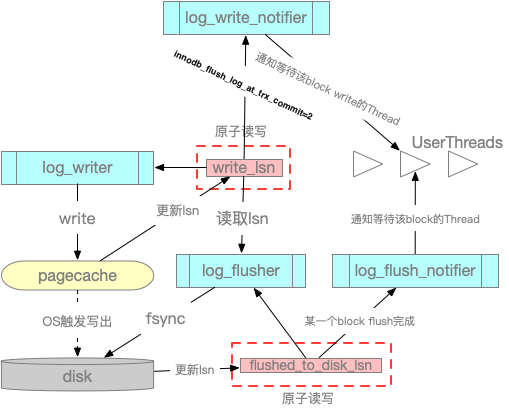 log_write_notifier
innodb_flush_log_at_trx_commit=2
通知等待该block write的Thread
原子读写
UserThreads
log_writer
write_lsn
write
更新lsn
读取lsn
通知等待该block的Thread
pagecache
log_flusher
log_flush_notifier
OS触发写出
fsync
某一个block flush完成
disk
更新lsn
flushed_to_disk_lsn
原子读写